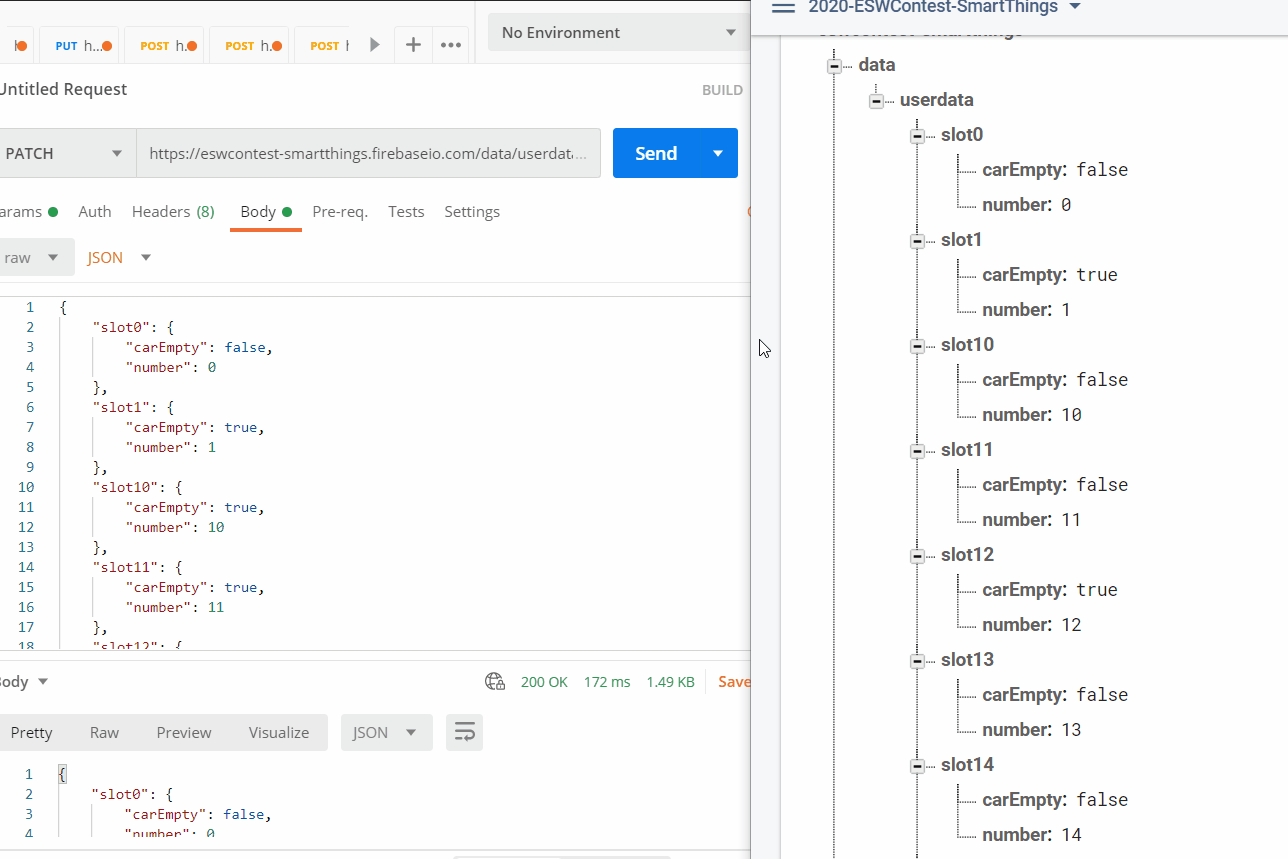 PUT h...
POST h.
POST h.
POST
No Environment
Untitled Request
BUILD
PATCH
https://eswcontest-smartthings.firebaseio.com/data/userdat...
Send
arams
Auth
Headers (8)
Body
Pre-req.
Tests
Settings
raw
JSON
1 {
2 "slot0": {
3 "carEmpty": false,
4 "number": 0
5 },
6 "slot1": {
7 "carEmpty": true,
8 "number": 1
9 },
10 "slot10": {
11 "carEmpty": true,
12 "number": 10
13 },
14 "slot11": {
15 "carEmpty": true,
16 "number": 11
17 },
18 "slot12": {
Body
200 OK
172 ms
1.49 KB
Save
Pretty
Raw
Preview
Visualize
JSON
1 {
2 "slot0": {
3 "carEmpty": false,
4 "number": 0
2020-ESWContest-SmartThings
eswcontest-smartthings
data
userdata
slot0
carEmpty: false
number: 0
slot1
carEmpty: true
number: 1
slot10
carEmpty: false
number: 10
slot11
carEmpty: false
number: 11
slot12
carEmpty: true
number: 12
slot13
carEmpty: false
number: 13
slot14
carEmpty: false
number: 14